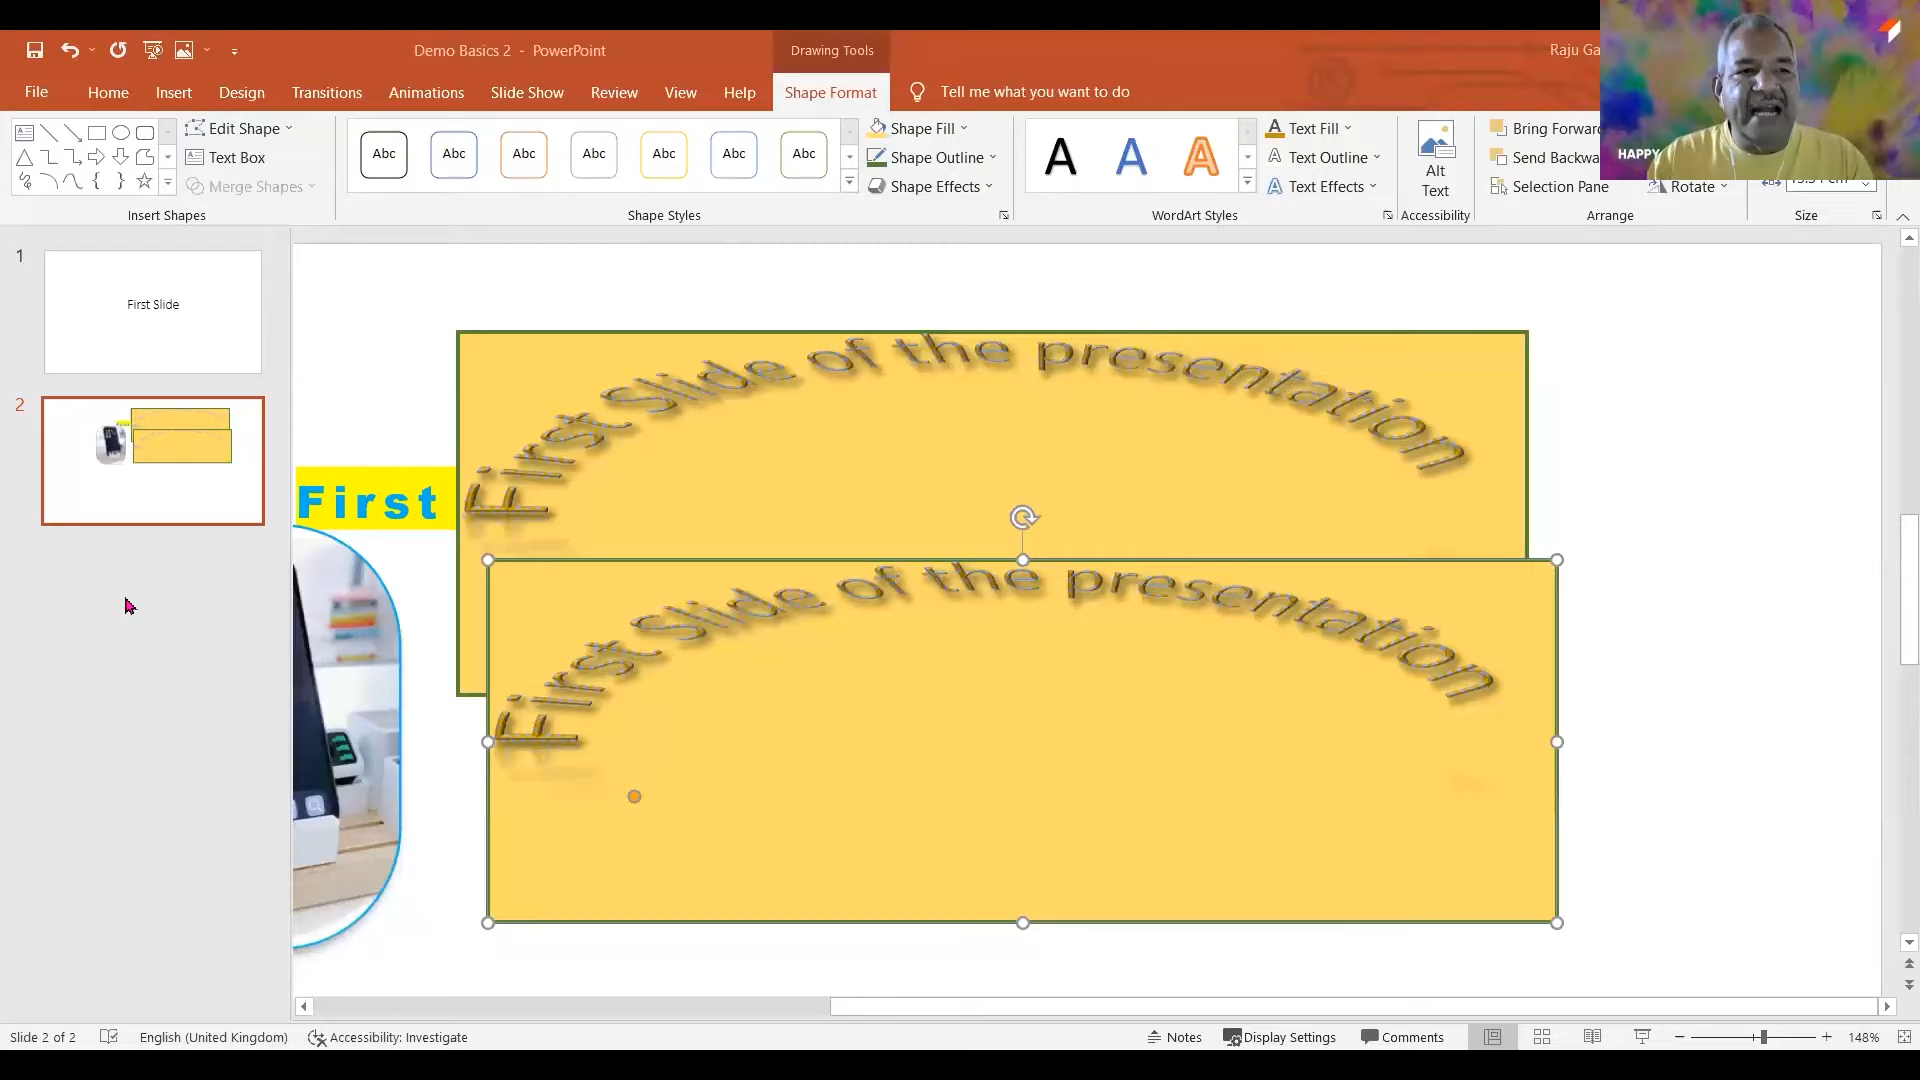 Demo Basics 2 - PowerPoint
Drawing Tools
Raju Ga
File Home Insert Design Transitions Animations Slide Show Review View Help Shape Format Tell me what you want to do
Edit Shape
Text Box
Merge Shapes
Insert Shapes
Abc Abc Abc Abc Abc Abc Abc
Shape Fill
Shape Outline
Shape Effects
Shape Styles
A A A
Text Fill
Text Outline
Text Effects
WordArt Styles
Alt
Text
Accessibility
Bring Forward
Send Backwa
Selection Pane
Rotate
Arrange
Size
HAPPY
1
First Slide
2
First Slide of the presentation
First
First Slide of the presentation
Slide 2 of 2 English (United Kingdom) Accessibility: Investigate Notes Display Settings Comments 148%